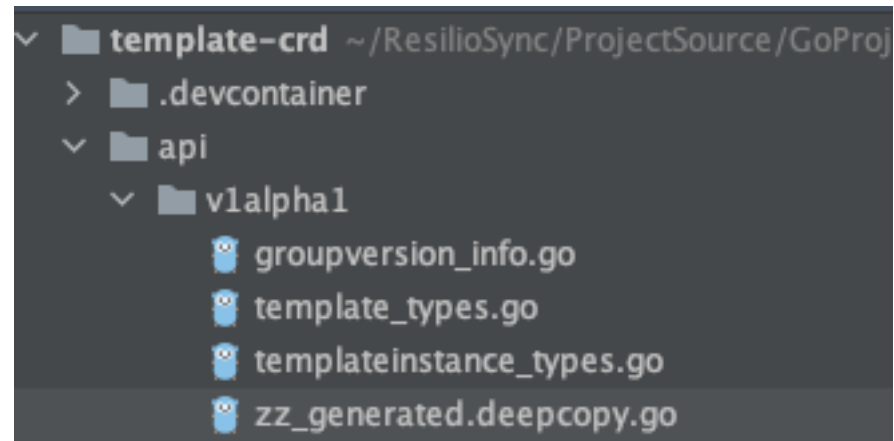 template-crd ~/ResilioSync/ProjectSource/GoProj
.devcontainer
api
v1alpha1
groupversion_info.go
template_types.go
templateinstance_types.go
zz_generated.deepcopy.go